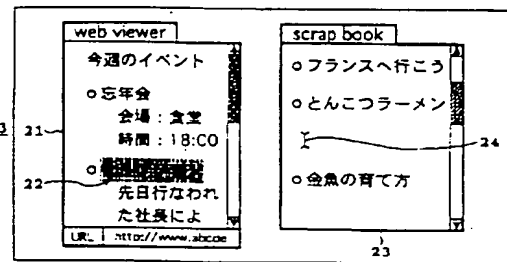 web viewer
今週のイベント
○忘年会
会場：食堂
時間：18:00
○
先日行なわれ
た社長によ
URL http://www.abcde
21
22
3
scrap book
○フランスへ行こう
○とんこつラーメン
○金魚の育て方
24
23